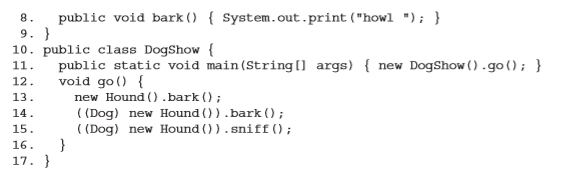 8. public void bark() { System.out.print("howl "); }
9. }
10. public class DogShow {
11. public static void main(String[] args) { new DogShow().go(); }
12. void go() {
13. new Hound().bark();
14. ((Dog) new Hound()).bark();
15. ((Dog) new Hound()).sniff();
16. }
17. }